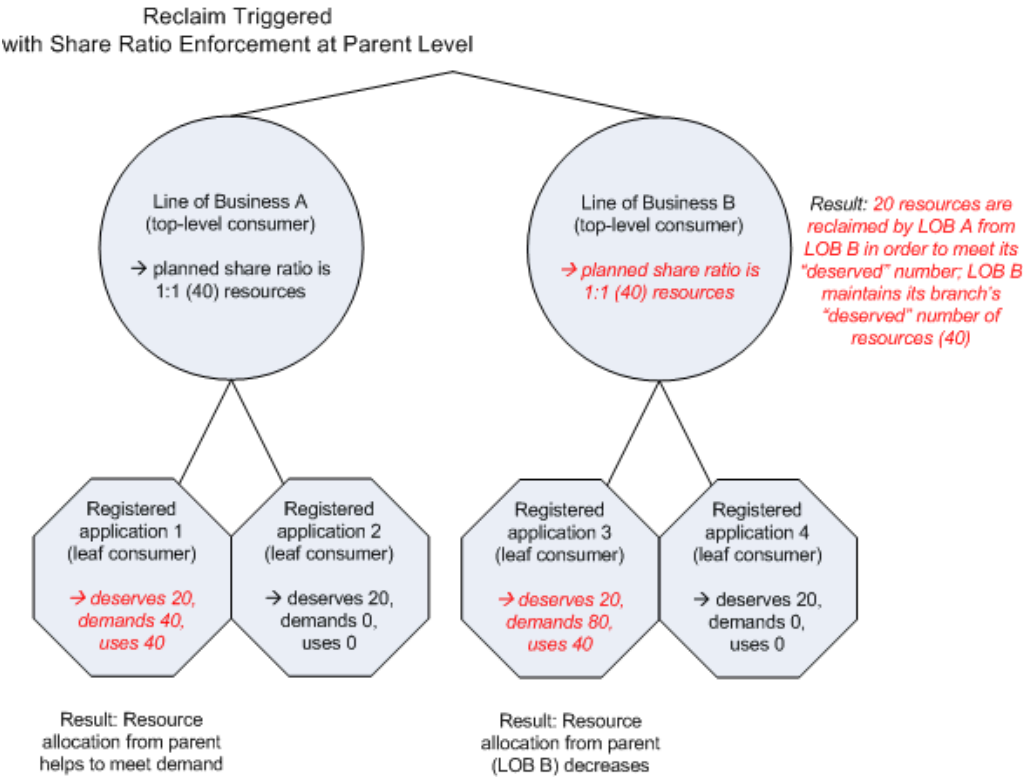 Reclaim Triggered
with Share Ratio Enforcement at Parent Level
Line of Business A
(top-level consumer)
→ planned share ratio is
1:1 (40) resources
Line of Business B
(top-level consumer)
→ planned share ratio is
1:1 (40) resources
Result: 20 resources are
reclaimed by LOB A from
LOB B in order to meet its
“deserved” number; LOB B
maintains its branch’s
“deserved” number of
resources (40)
Registered
application 1
(leaf consumer)
→ deserves 20,
demands 40,
uses 40
Registered
application 2
(leaf consumer)
→ deserves 20,
demands 0,
uses 0
Registered
application 3
(leaf consumer)
→ deserves 20,
demands 80,
uses 40
Registered
application 4
(leaf consumer)
→ deserves 20,
demands 0,
uses 0
Result: Resource
allocation from parent
helps to meet demand
Result: Resource
allocation from parent
(LOB B) decreases